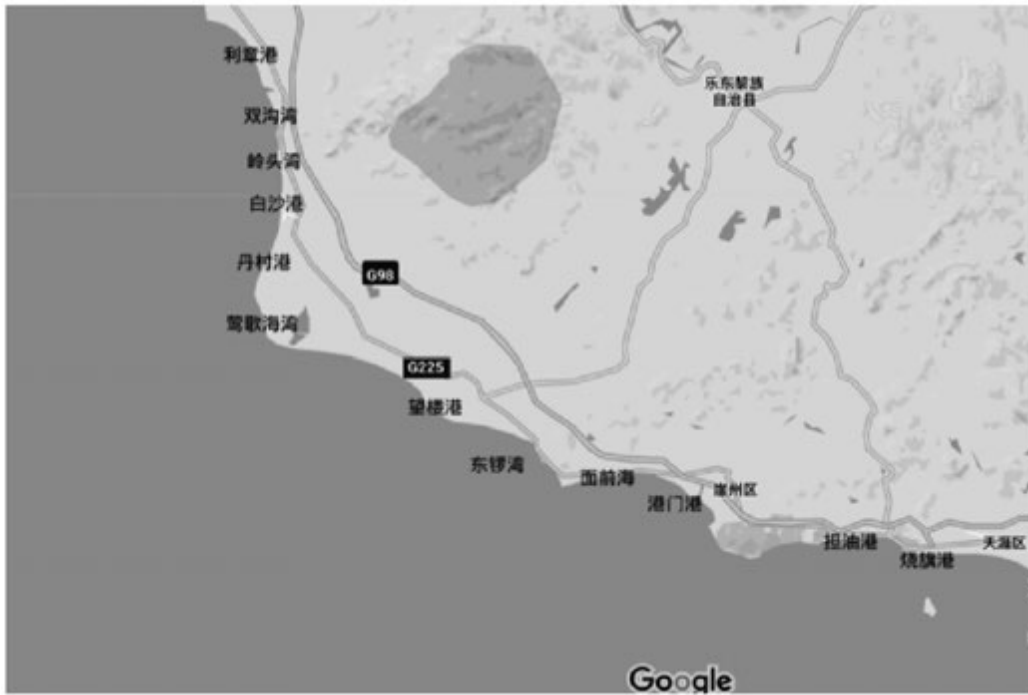 利章港
乐东黎族
自治县
双沟湾
岭头湾
白沙港
丹村港
G98
莺歌海湾
G225
望楼港
东锣湾
面前海
崖州区
港门港
担油港
天涯区
烧旗港
Google